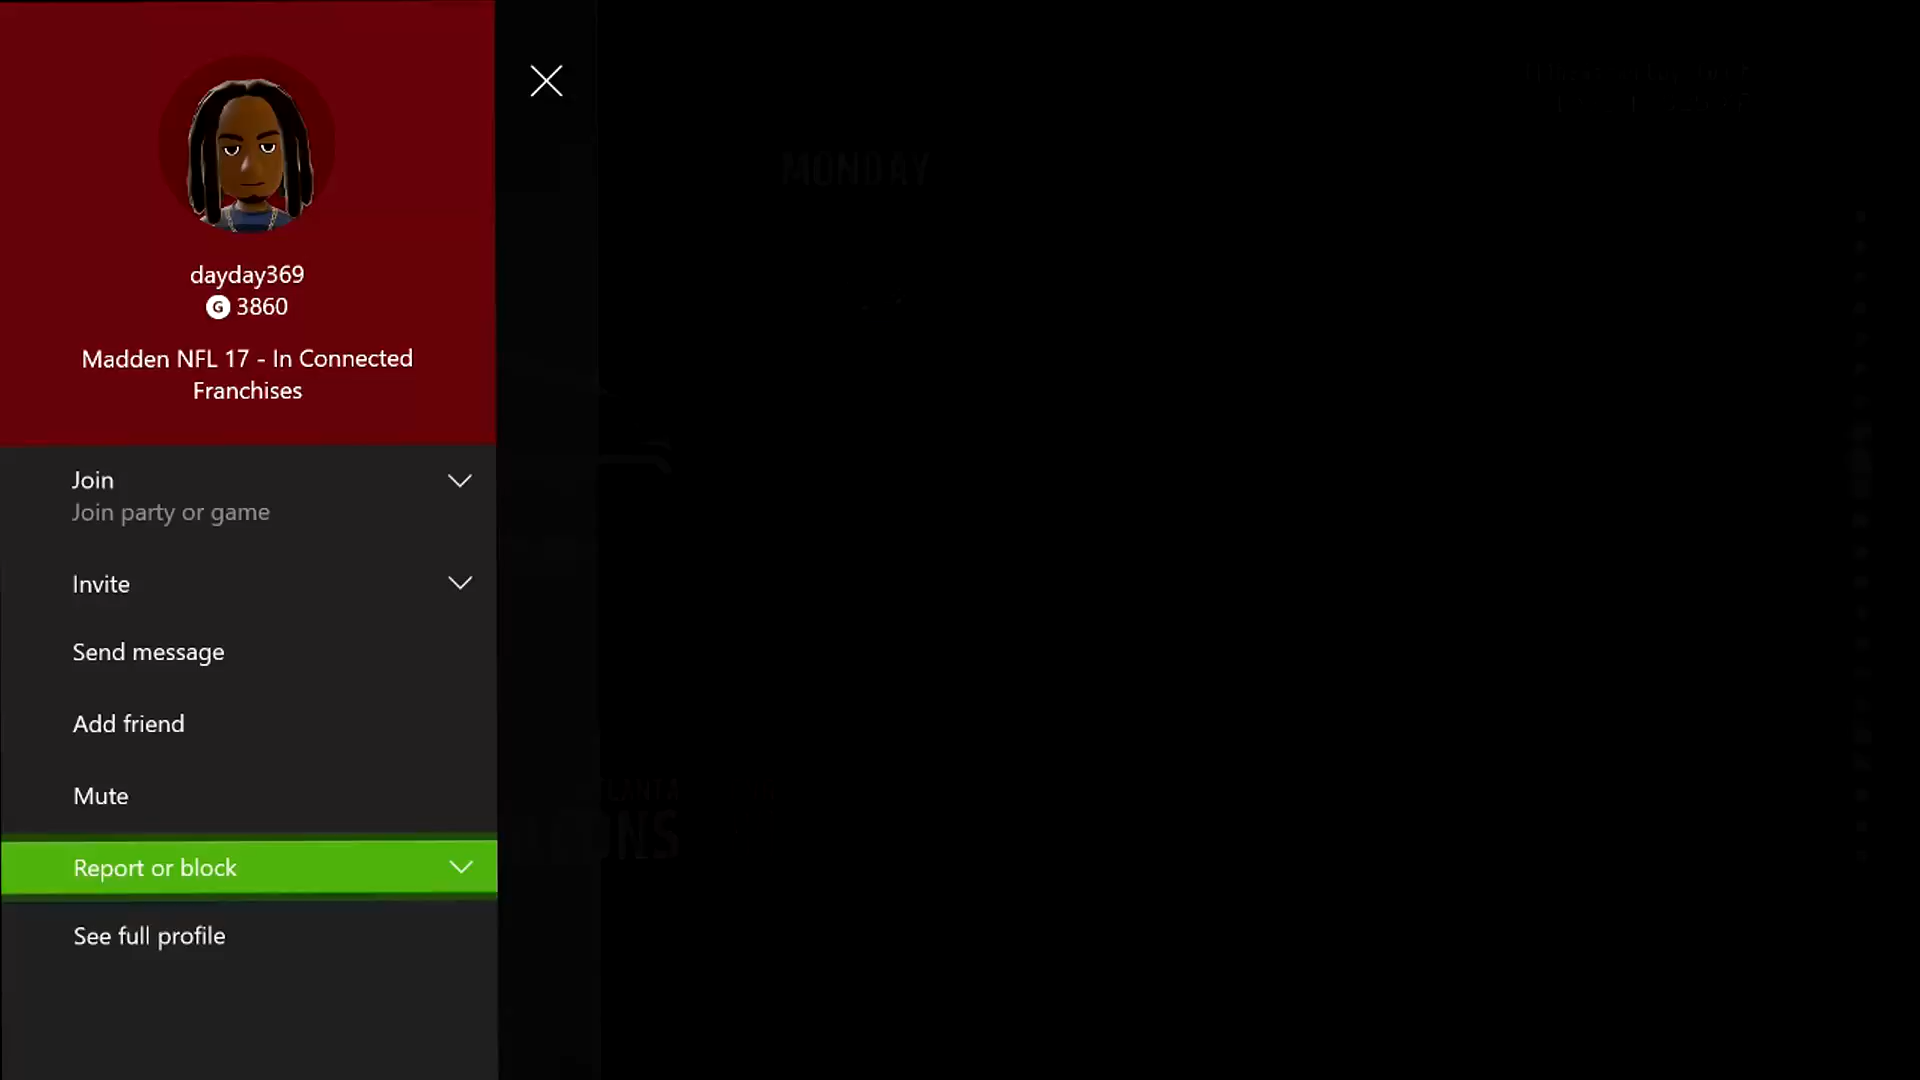 dayday369
G 3860
Madden NFL 17 - In Connected
Franchises
Join
Join party or game
Invite
Send message
Add friend
Mute
Report or block
See full profile
MONDAY